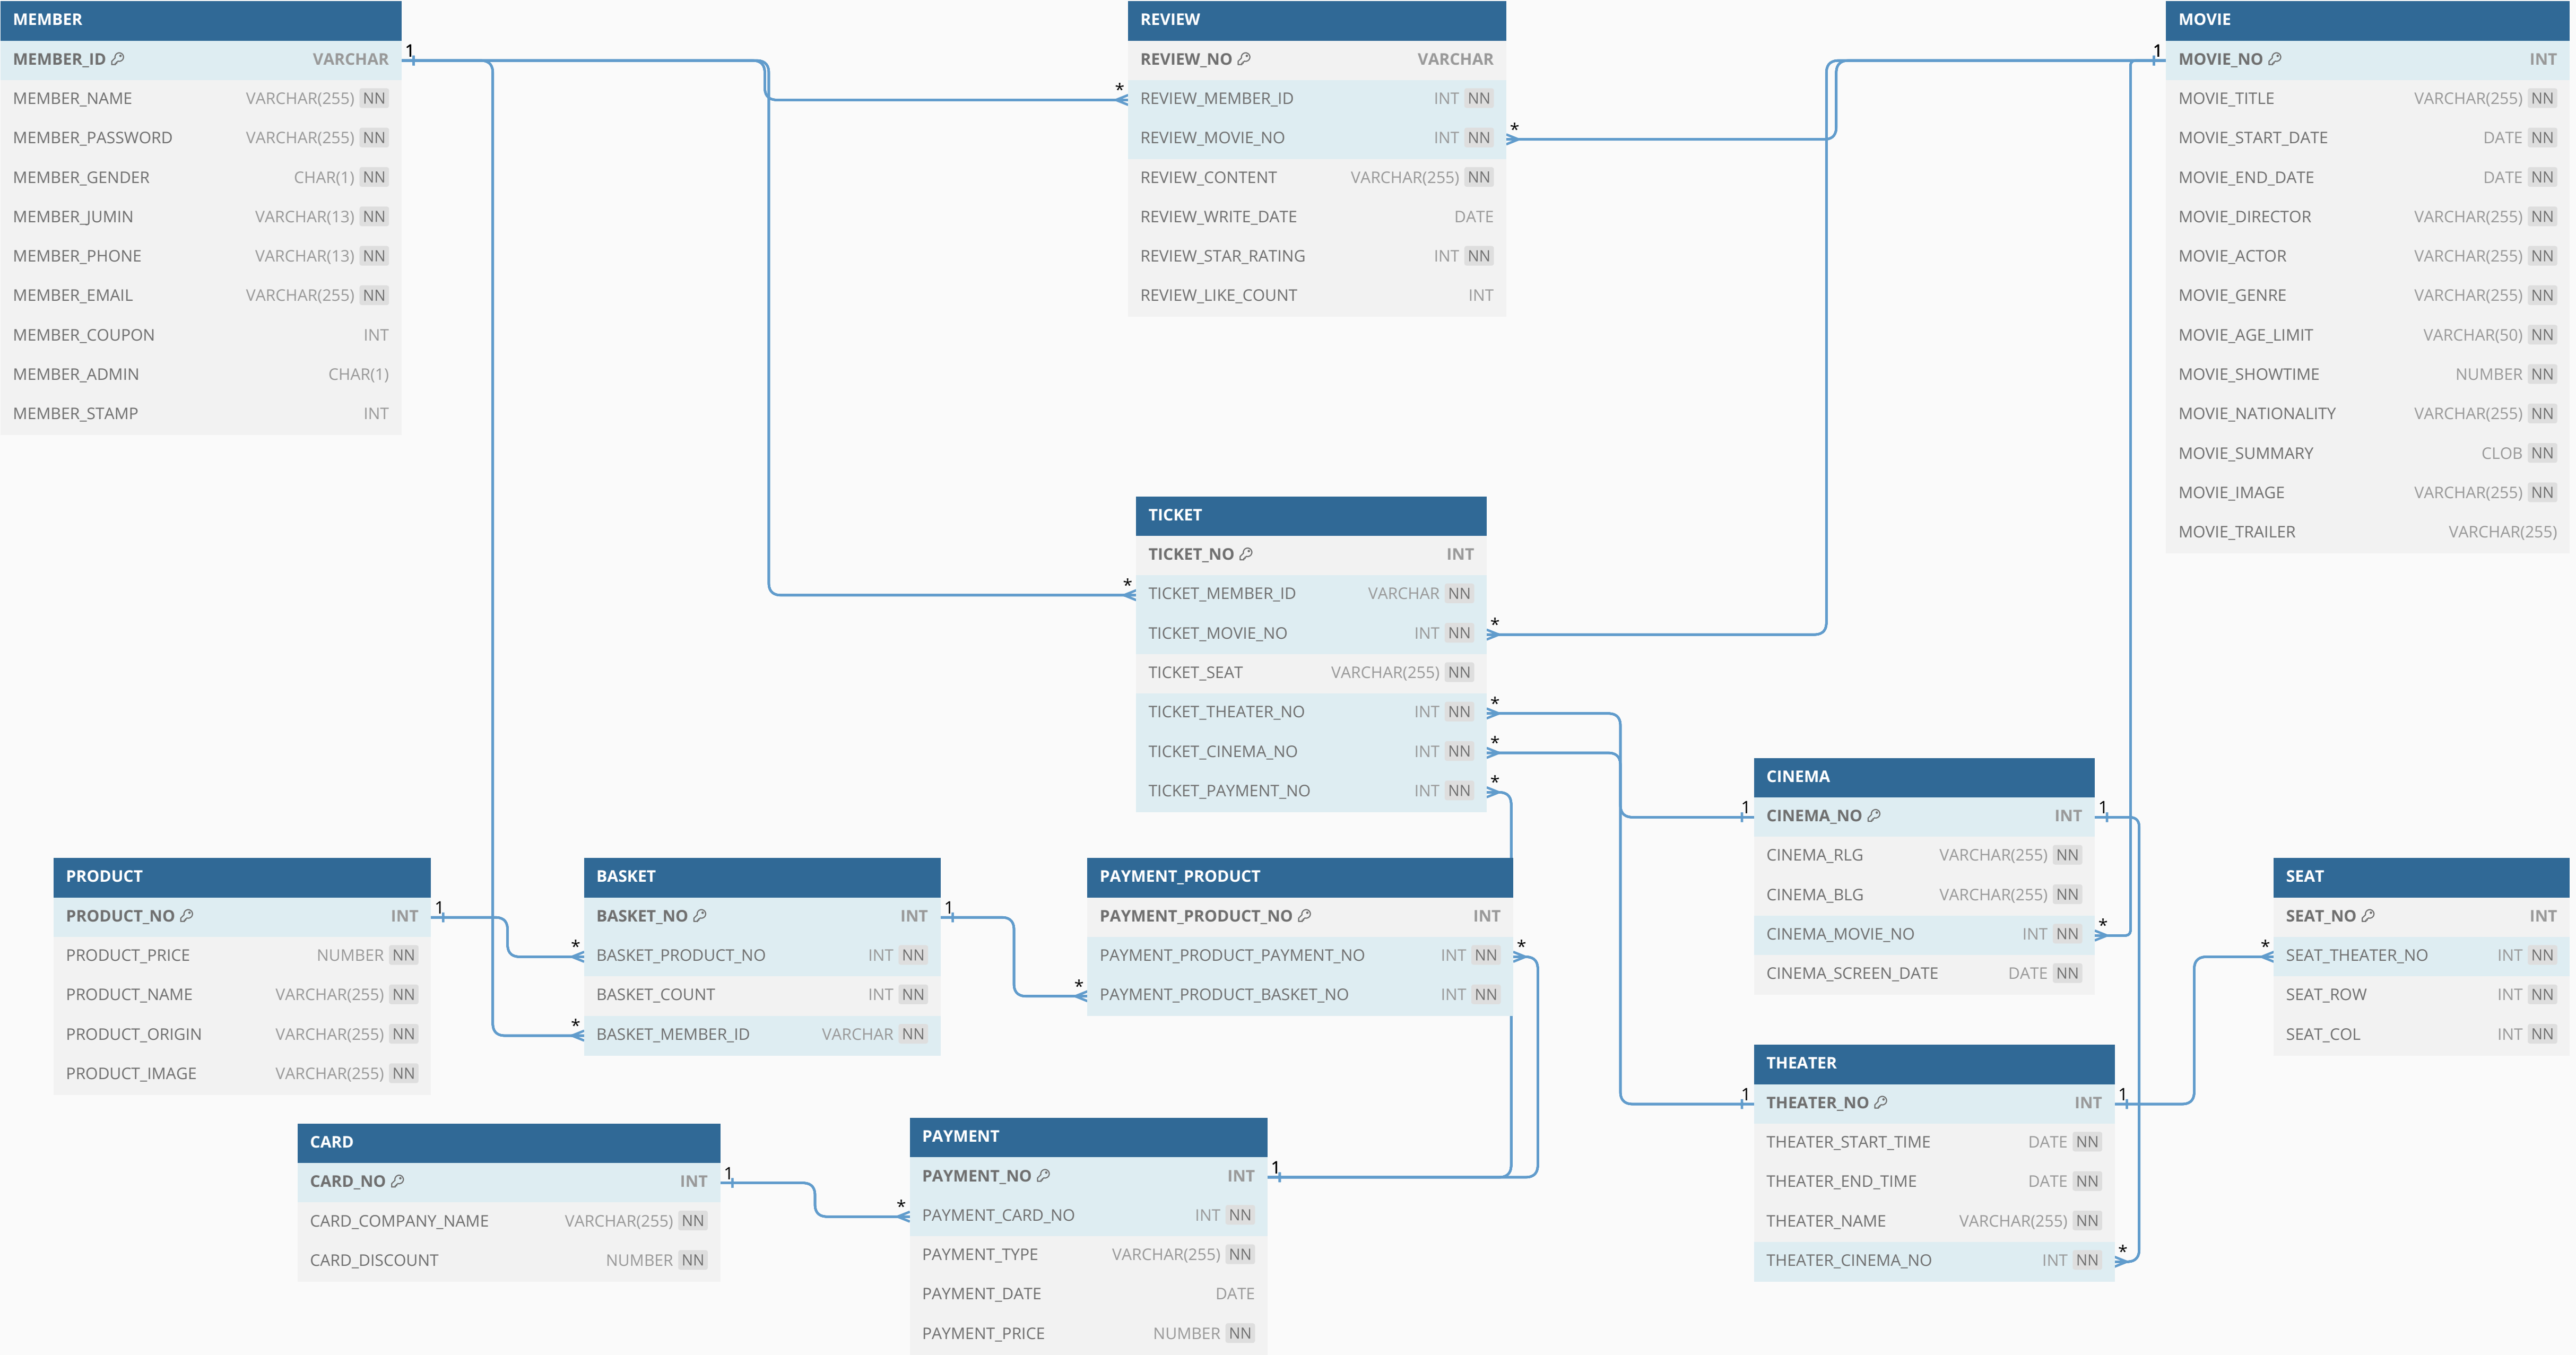 MEMBER
MEMBER_ID VARCHAR
MEMBER_NAME VARCHAR(255) NN
MEMBER_PASSWORD VARCHAR(255) NN
MEMBER_GENDER CHAR(1) NN
MEMBER_JUMIN VARCHAR(13) NN
MEMBER_PHONE VARCHAR(13) NN
MEMBER_EMAIL VARCHAR(255) NN
MEMBER_COUPON INT
MEMBER_ADMIN CHAR(1)
MEMBER_STAMP INT
1
REVIEW
REVIEW_NO VARCHAR
* REVIEW_MEMBER_ID INT NN
REVIEW_MOVIE_NO INT NN *
REVIEW_CONTENT VARCHAR(255) NN
REVIEW_WRITE_DATE DATE
REVIEW_STAR_RATING INT NN
REVIEW_LIKE_COUNT INT
MOVIE
1 MOVIE_NO INT
MOVIE_TITLE VARCHAR(255) NN
MOVIE_START_DATE DATE NN
MOVIE_END_DATE DATE NN
MOVIE_DIRECTOR VARCHAR(255) NN
MOVIE_ACTOR VARCHAR(255) NN
MOVIE_GENRE VARCHAR(255) NN
MOVIE_AGE_LIMIT VARCHAR(50) NN
MOVIE_SHOWTIME NUMBER NN
MOVIE_NATIONALITY VARCHAR(255) NN
MOVIE_SUMMARY CLOB NN
MOVIE_IMAGE VARCHAR(255) NN
MOVIE_TRAILER VARCHAR(255)
TICKET
TICKET_NO INT
* TICKET_MEMBER_ID VARCHAR NN
TICKET_MOVIE_NO INT NN *
TICKET_SEAT VARCHAR(255) NN
TICKET_THEATER_NO INT NN *
TICKET_CINEMA_NO INT NN *
TICKET_PAYMENT_NO INT NN *
CINEMA
1 CINEMA_NO INT 1
CINEMA_RLG VARCHAR(255) NN
CINEMA_BLG VARCHAR(255) NN
CINEMA_MOVIE_NO INT NN *
CINEMA_SCREEN_DATE DATE NN
PRODUCT
PRODUCT_NO INT 1
PRODUCT_PRICE NUMBER NN
PRODUCT_NAME VARCHAR(255) NN
PRODUCT_ORIGIN VARCHAR(255) NN
PRODUCT_IMAGE VARCHAR(255) NN
BASKET
BASKET_NO INT 1
* BASKET_PRODUCT_NO INT NN
BASKET_COUNT INT NN
* BASKET_MEMBER_ID VARCHAR NN
PAYMENT_PRODUCT
PAYMENT_PRODUCT_NO INT
PAYMENT_PRODUCT_PAYMENT_NO INT NN *
* PAYMENT_PRODUCT_BASKET_NO INT NN
SEAT
SEAT_NO INT
* SEAT_THEATER_NO INT NN
SEAT_ROW INT NN
SEAT_COL INT NN
THEATER
1 THEATER_NO INT 1
THEATER_START_TIME DATE NN
THEATER_END_TIME DATE NN
THEATER_NAME VARCHAR(255) NN
THEATER_CINEMA_NO INT NN *
CARD
CARD_NO INT 1
CARD_COMPANY_NAME VARCHAR(255) NN
CARD_DISCOUNT NUMBER NN
PAYMENT
PAYMENT_NO INT 1
* PAYMENT_CARD_NO INT NN
PAYMENT_TYPE VARCHAR(255) NN
PAYMENT_DATE DATE
PAYMENT_PRICE NUMBER NN